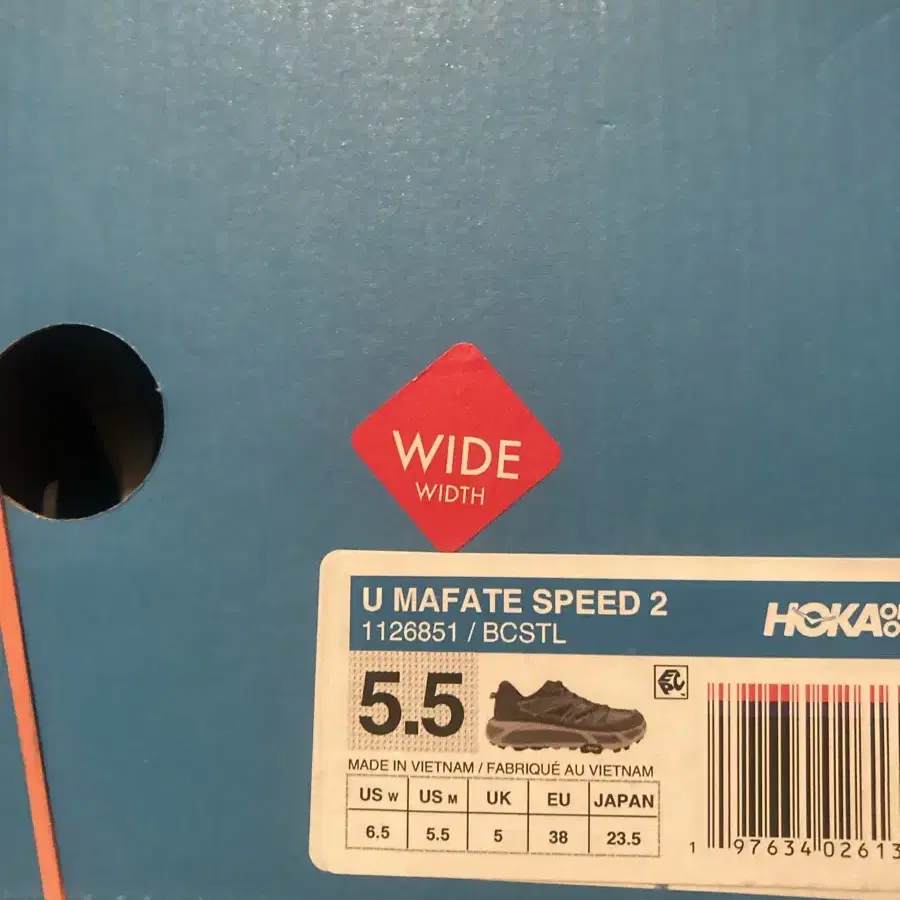 WIDE
WIDTH
U MAFATE SPEED 2
1126851 / BCSTL
HOKA
5.5
EPC
MADE IN VIETNAM / FABRIQUÉ AU VIETNAM
US W US M UK EU JAPAN
6.5 5.5 5 38 23.5
1 97634 02613